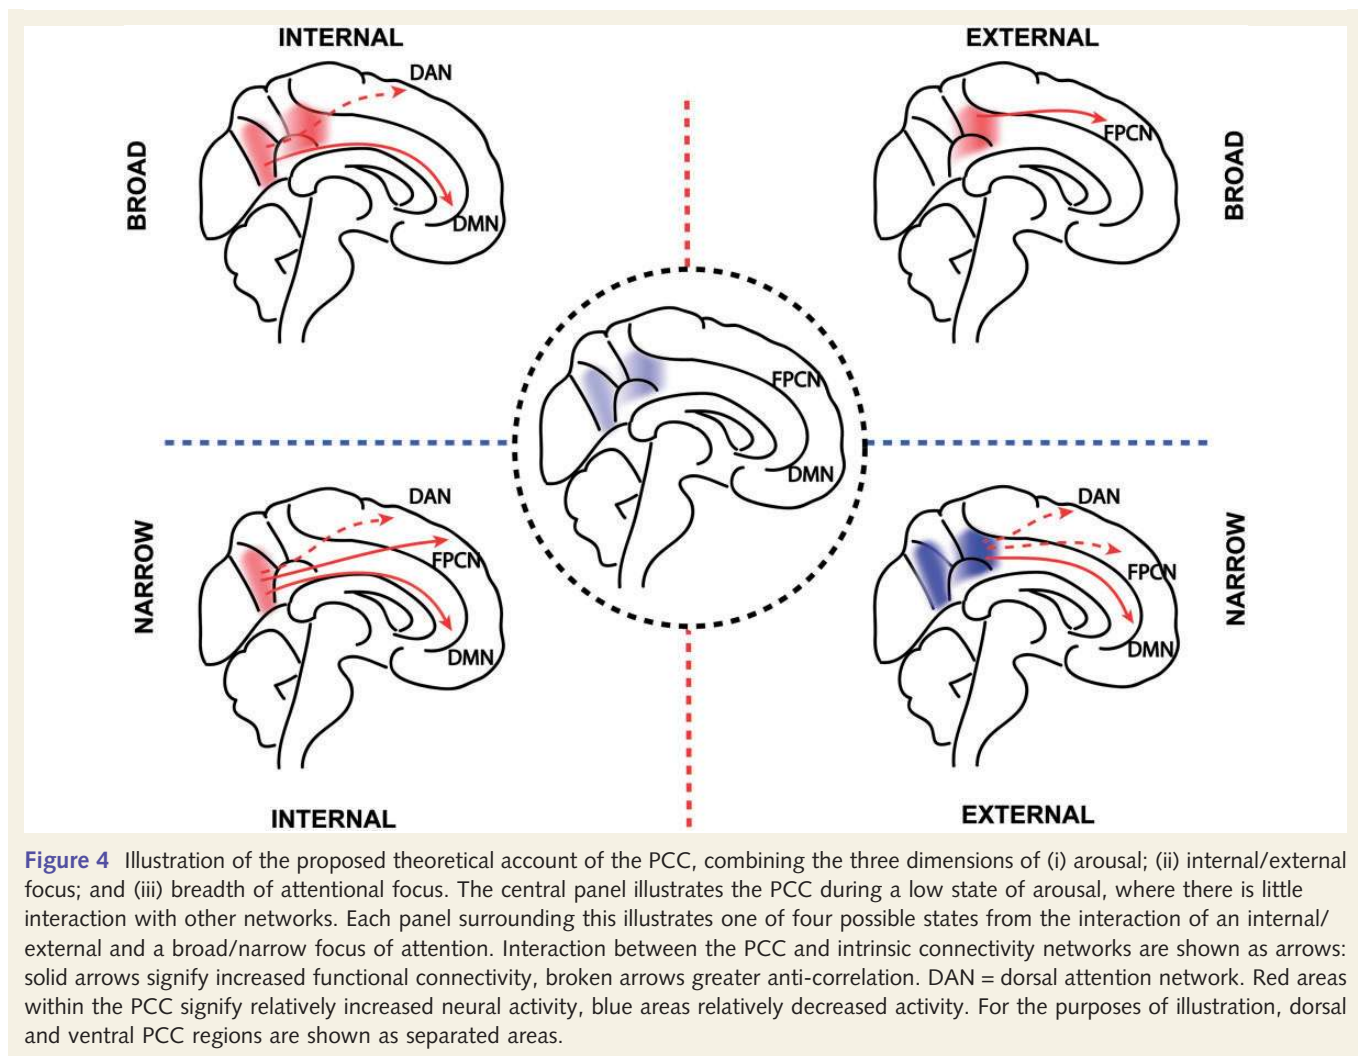 INTERNAL
EXTERNAL
DAN
DMN
FPCN
BROAD
BROAD
FPCN
DMN
DAN
FPCN
DMN
DAN
FPCN
DMN
NARROW
NARROW
INTERNAL
EXTERNAL
Figure 4 Illustration of the proposed theoretical account of the PCC, combining the three dimensions of (i) arousal; (ii) internal/external
focus; and (iii) breadth of attentional focus. The central panel illustrates the PCC during a low state of arousal, where there is little
interaction with other networks. Each panel surrounding this illustrates one of four possible states from the interaction of an internal/
external and a broad/narrow focus of attention. Interaction between the PCC and intrinsic connectivity networks are shown as arrows:
solid arrows signify increased functional connectivity, broken arrows greater anti-correlation. DAN = dorsal attention network. Red areas
within the PCC signify relatively increased neural activity, blue areas relatively decreased activity. For the purposes of illustration, dorsal
and ventral PCC regions are shown as separated areas.